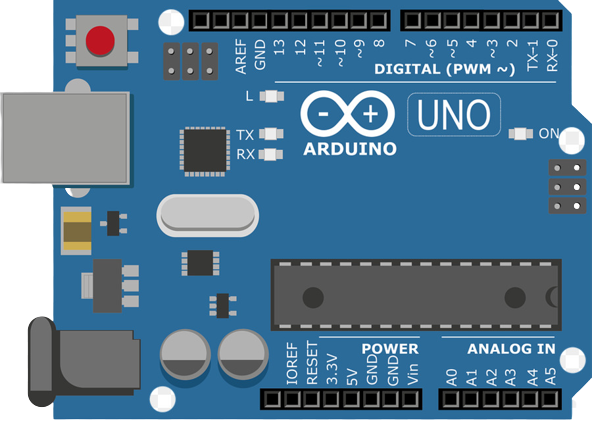 AREF
GND
13
12
~11
~10
~9
8
7
~6
~5
~4
~3
2
TX-1
RX-0
DIGITAL (PWM ~)
L
TX
RX
- +
UNO
ON
ARDUINO
POWER
ANALOG IN
IOREF
RESET
3.3V
5V
GND
GND
Vin
A0
A1
A2
A3
A4
A5